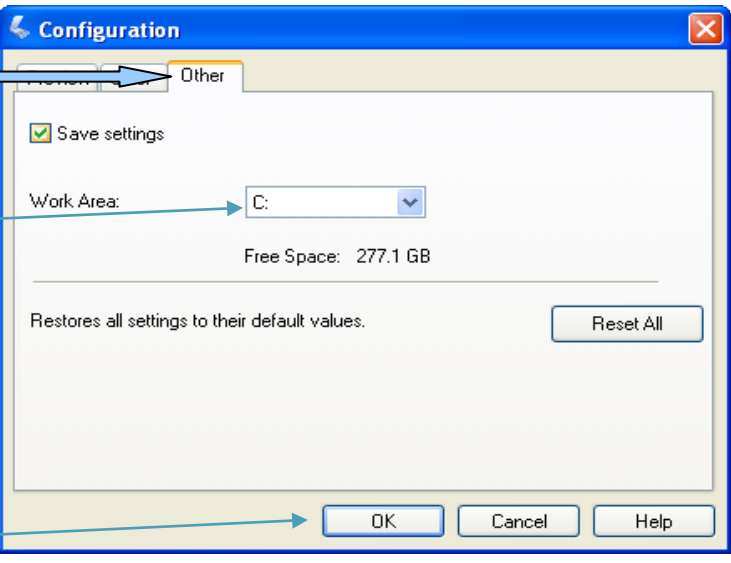 Configuration
Other
Save settings
Work Area: C:
Free Space: 277.1 GB
Restores all settings to their default values. Reset All
OK Cancel Help